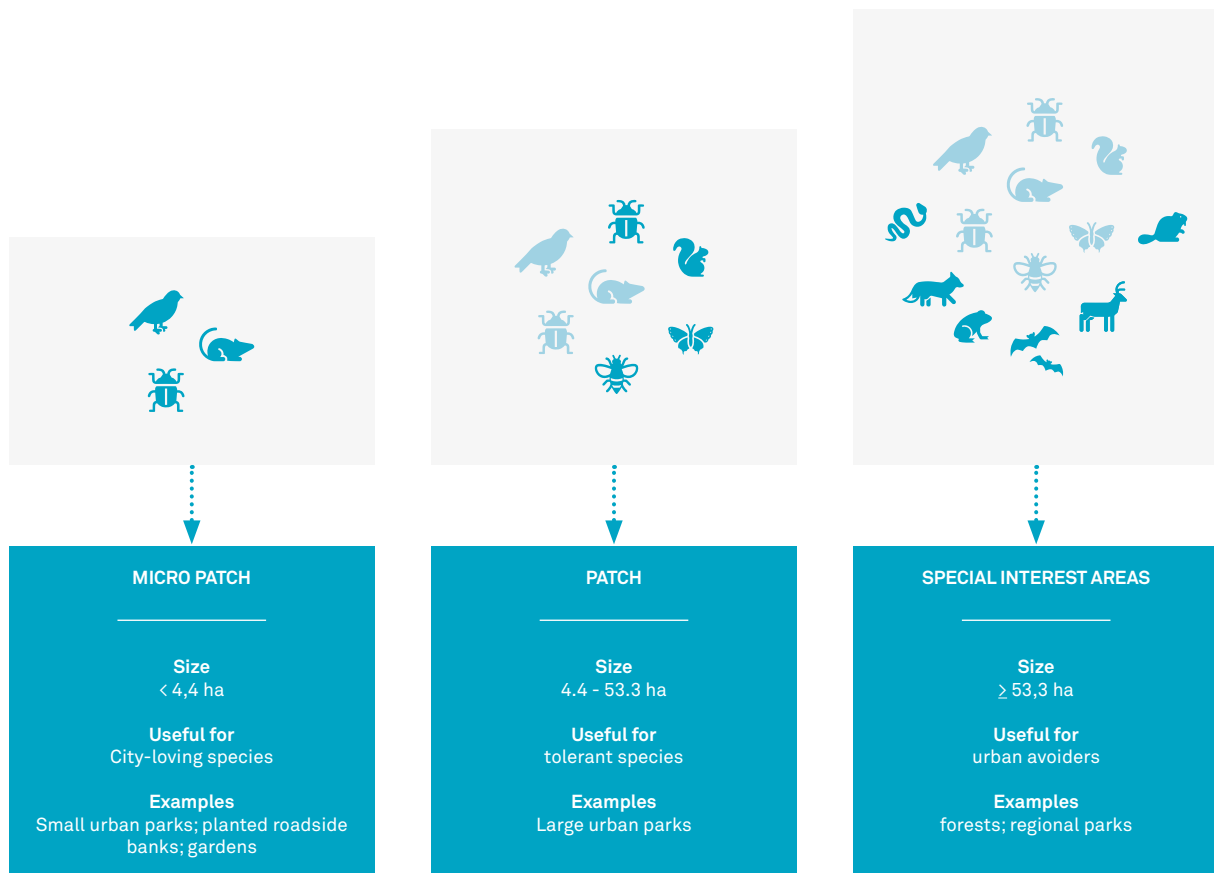 MICRO PATCH
Size
< 4,4 ha
Useful for
City-loving species
Examples
Small urban parks; planted roadside
banks; gardens
PATCH
Size
4.4 - 53.3 ha
Useful for
tolerant species
Examples
Large urban parks
SPECIAL INTEREST AREAS
Size
≥ 53,3 ha
Useful for
urban avoiders
Examples
forests; regional parks